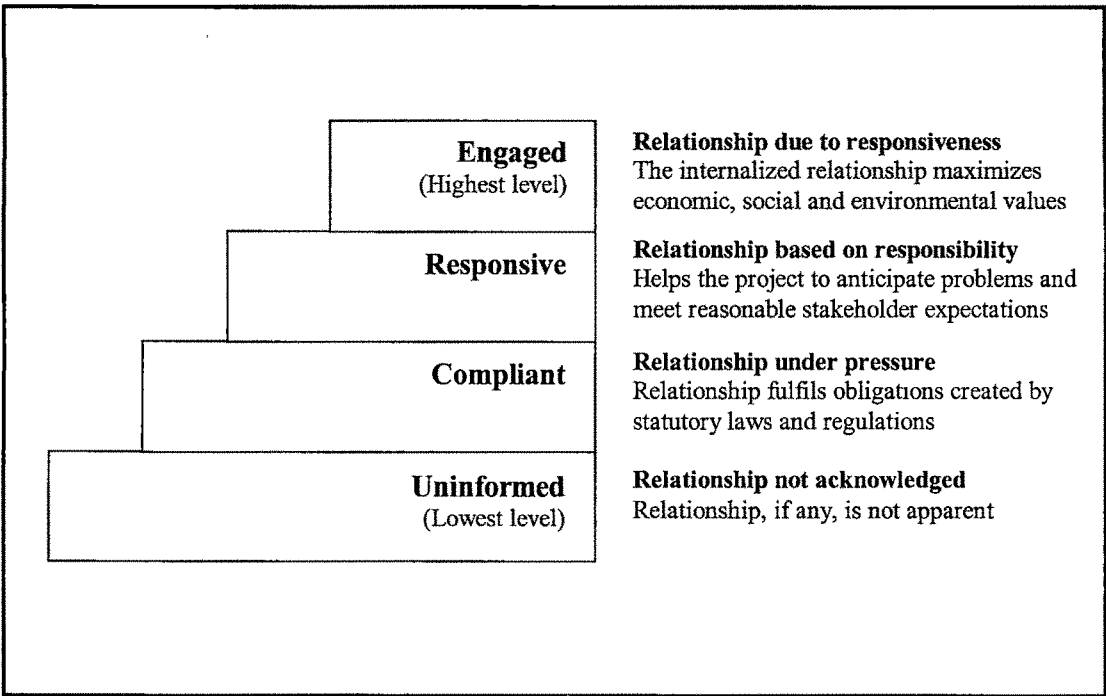 Engaged
(Highest level)
Relationship due to responsiveness
The internalized relationship maximizes
economic, social and environmental values
Responsive
Relationship based on responsibility
Helps the project to anticipate problems and
meet reasonable stakeholder expectations
Compliant
Relationship under pressure
Relationship fulfils obligations created by
statutory laws and regulations
Uninformed
(Lowest level)
Relationship not acknowledged
Relationship, if any, is not apparent